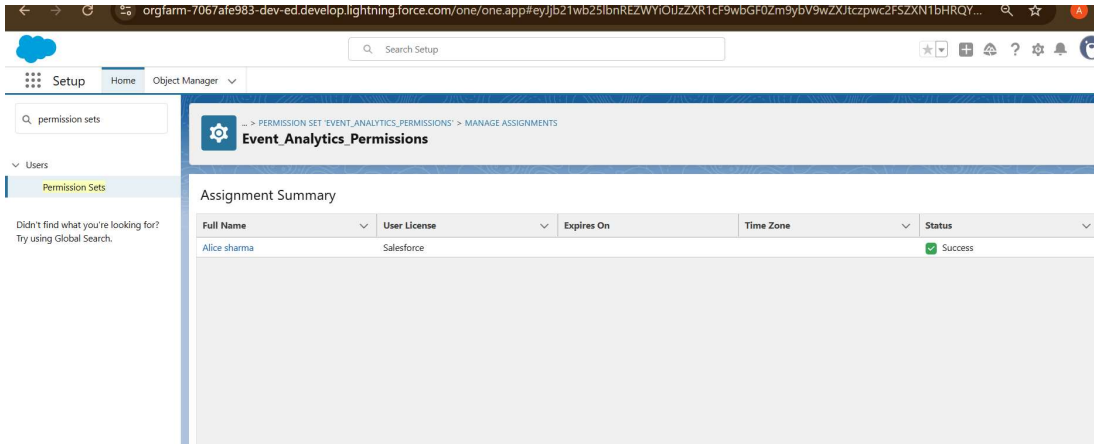 orgfarm-7067afe983-dev-ed.develop.lightning.force.com/one/one.app#eyJjb21wb25lbnREZWYiOiJzZXR1cF9wbGF0Zm9ybV9wZXJtczpwc2FSZXN1bHRQY...
A
Search Setup
Setup Home Object Manager
permission sets
... > PERMISSION SET 'EVENT_ANALYTICS_PERMISSIONS' > MANAGE ASSIGNMENTS
Event_Analytics_Permissions
Users
Permission Sets
Didn't find what you're looking for?
Try using Global Search.
Assignment Summary
Full Name User License Expires On Time Zone Status
Alice sharma Salesforce Success